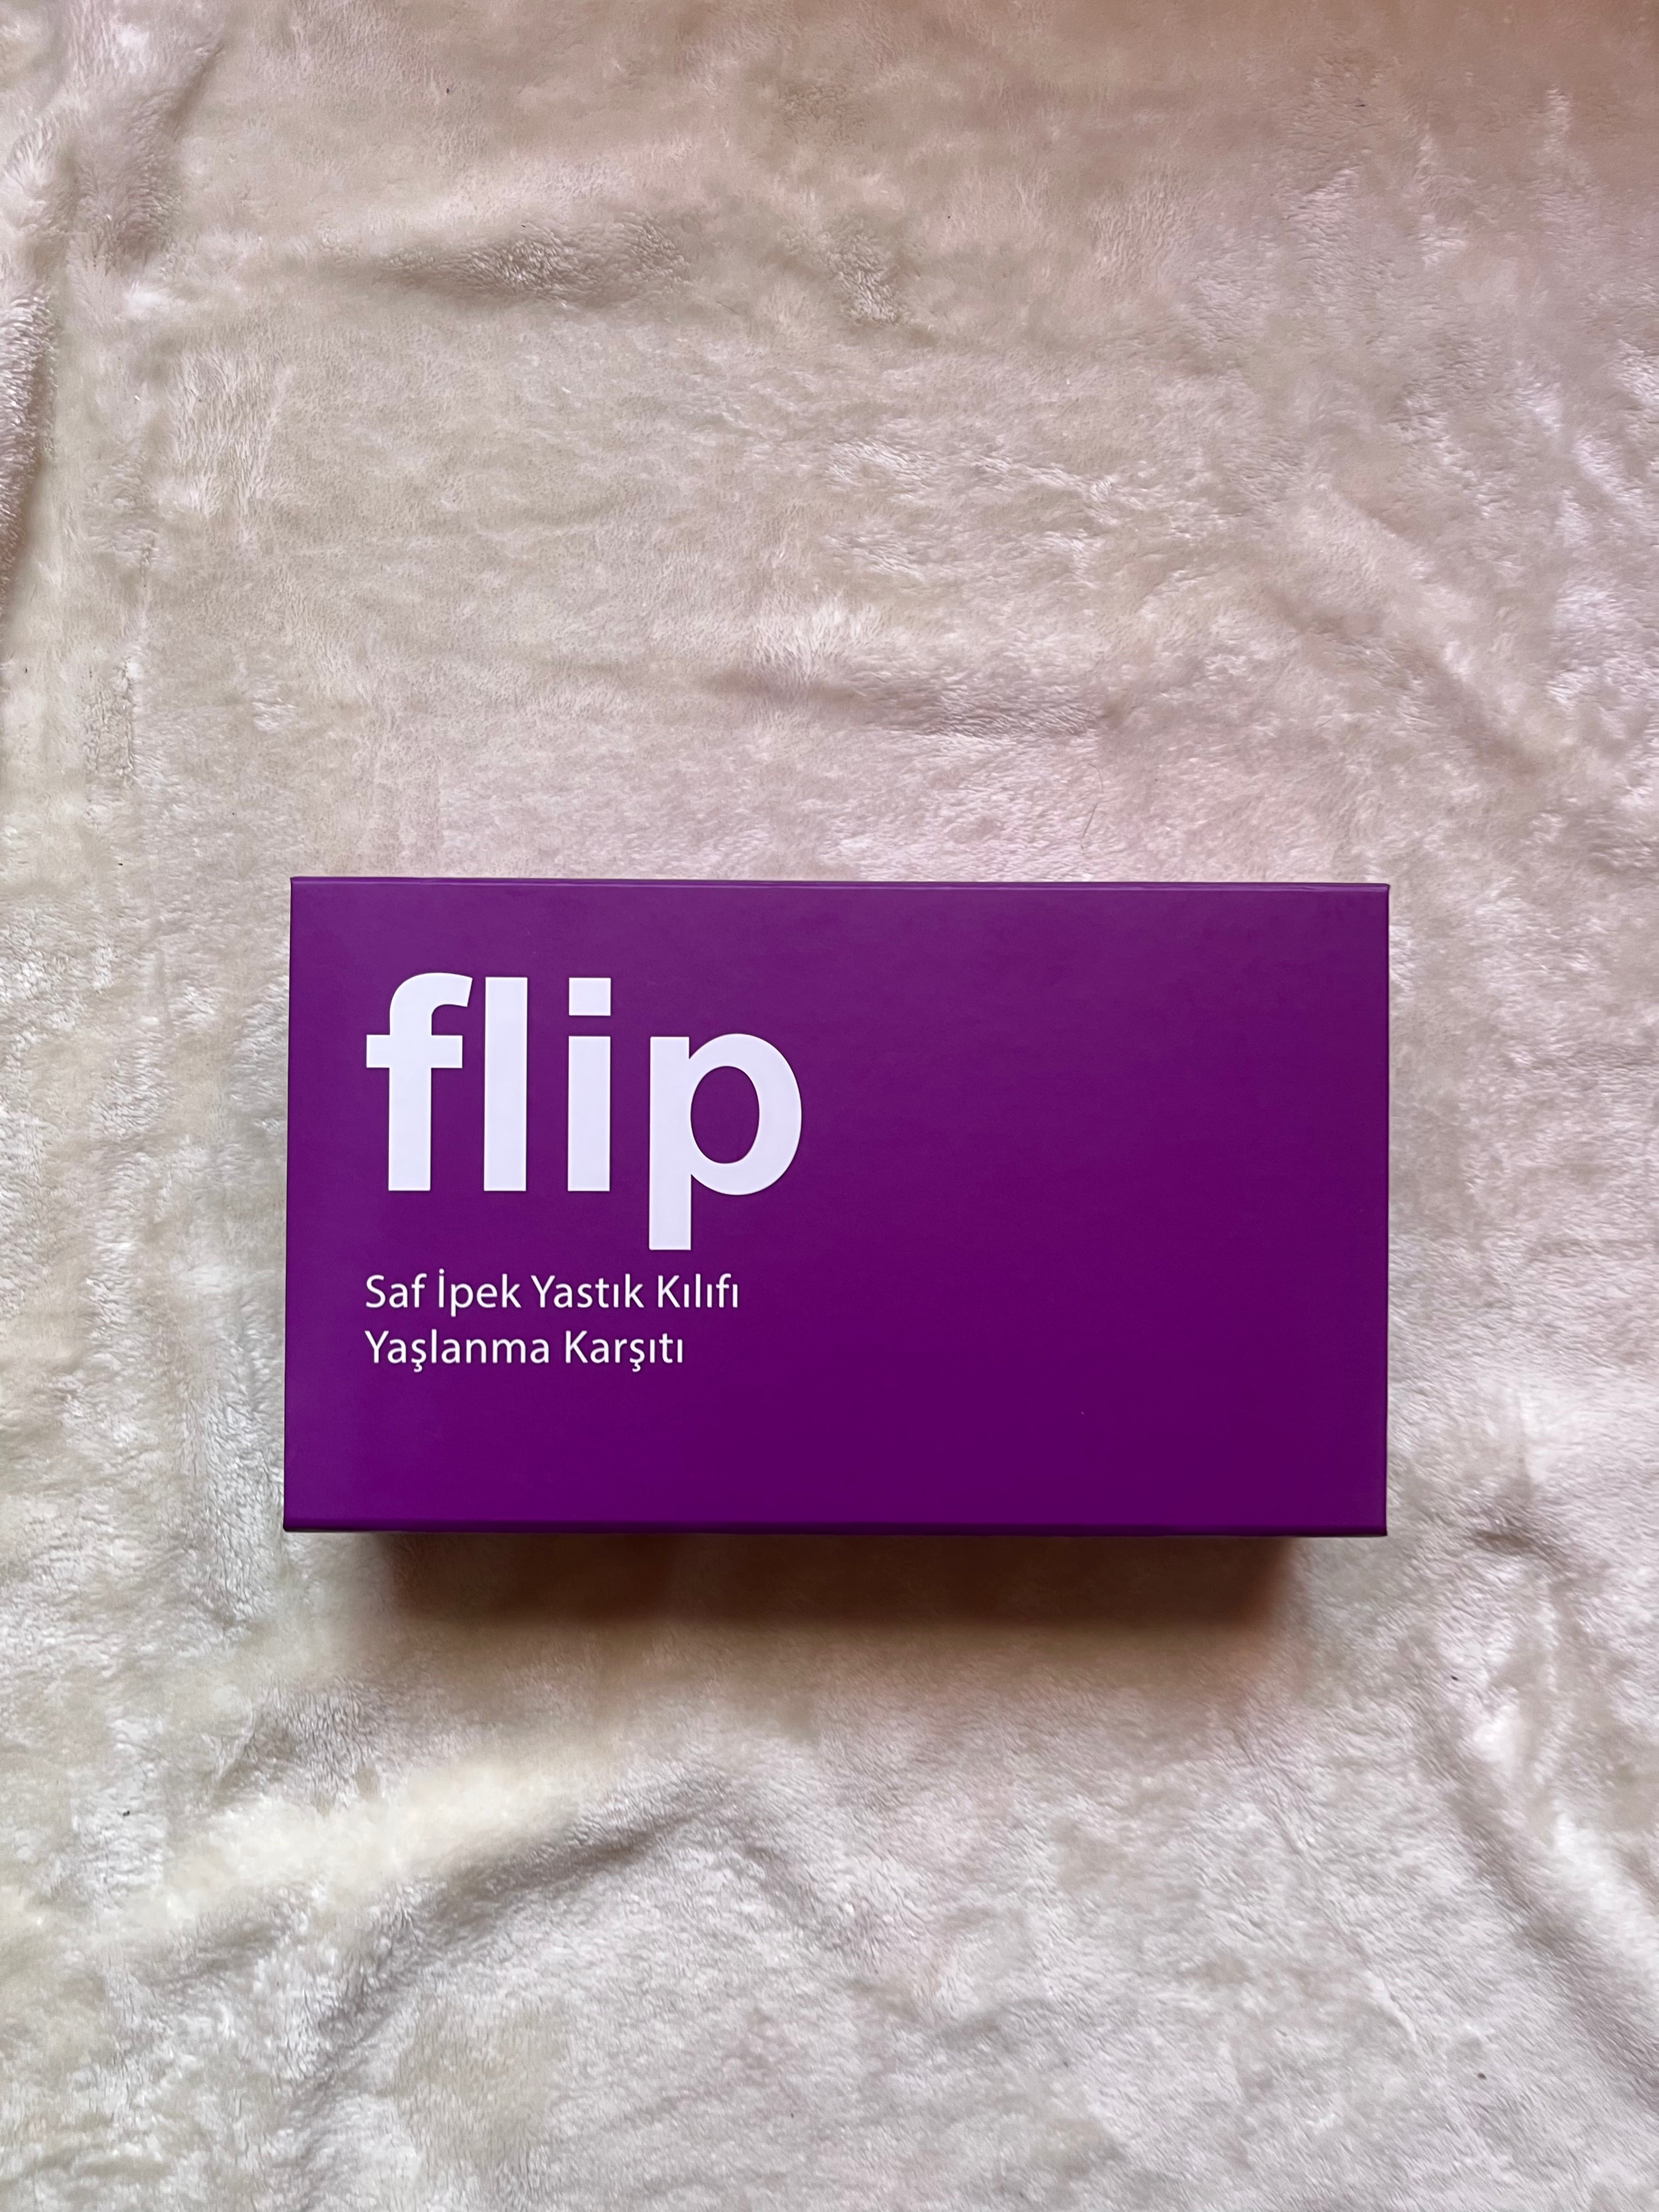 flip
Saf İpek Yastık Kılıfı
Yaşlanma Karşıtı